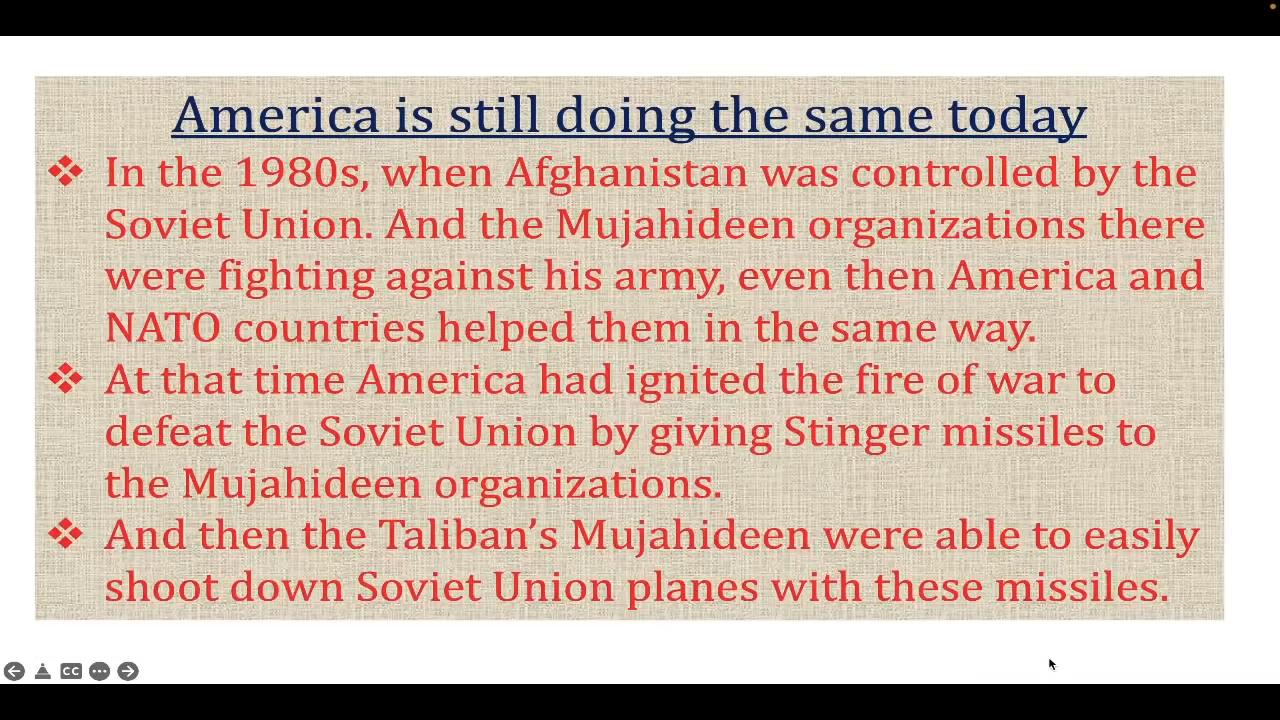 America is still doing the same today
In the 1980s, when Afghanistan was controlled by the
Soviet Union. And the Mujahideen organizations there
were fighting against his army, even then America and
NATO countries helped them in the same way.
At that time America had ignited the fire of war to
defeat the Soviet Union by giving Stinger missiles to
the Mujahideen organizations.
And then the Taliban’s Mujahideen were able to easily
shoot down Soviet Union planes with these missiles.
CC